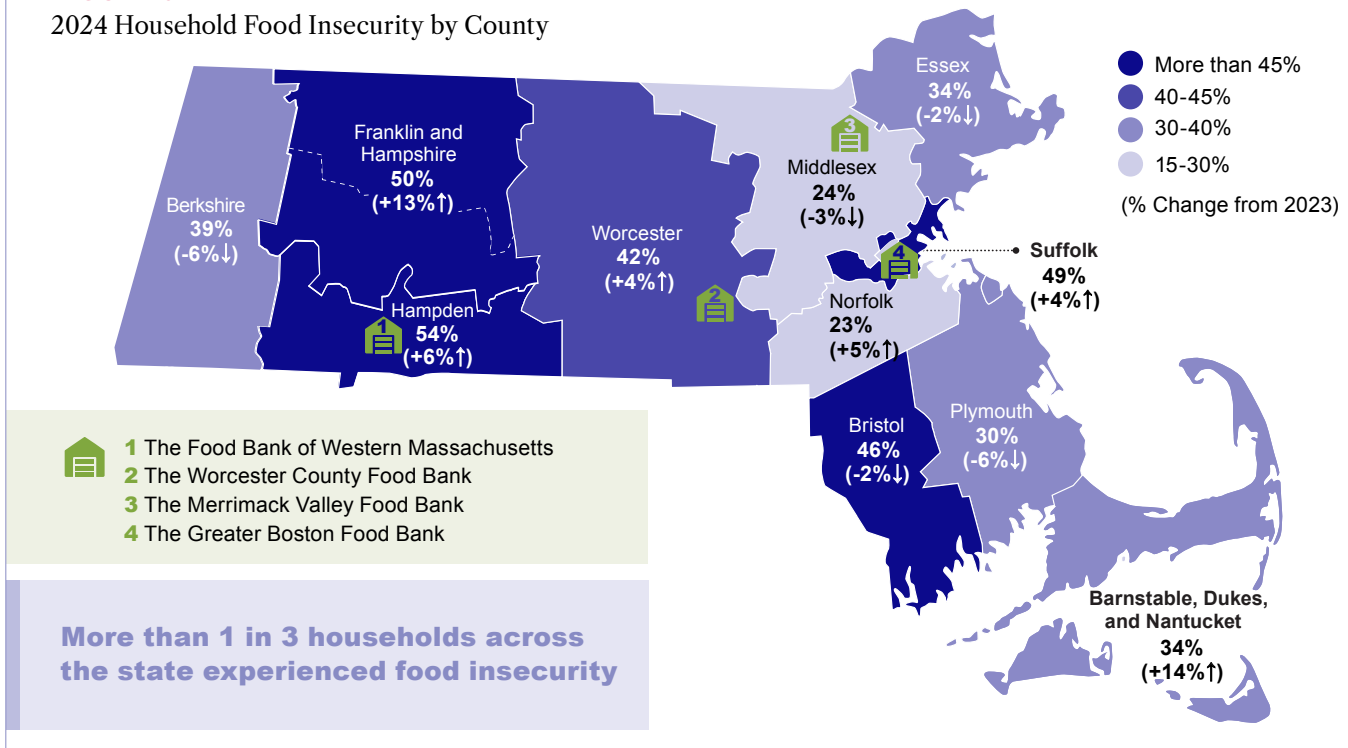 2024 Household Food Insecurity by County
Essex
34%
(-2%↓)
More than 45%
40-45%
30-40%
15-30%
(% Change from 2023)
Franklin and
Hampshire
50%
(+13%↑)
3
Middlesex
24%
(-3%↓)
Berkshire
39%
(-6%↓)
Worcester
42%
(+4%↑)
4
Suffolk
49%
(+4%↑)
2
Hampden
54%
(+6%↑)
1
Norfolk
23%
(+5%↑)
Bristol
46%
(-2%↓)
Plymouth
30%
(-6%↓)
1 The Food Bank of Western Massachusetts
2 The Worcester County Food Bank
3 The Merrimack Valley Food Bank
4 The Greater Boston Food Bank
Barnstable, Dukes,
and Nantucket
34%
(+14%↑)
More than 1 in 3 households across
the state experienced food insecurity